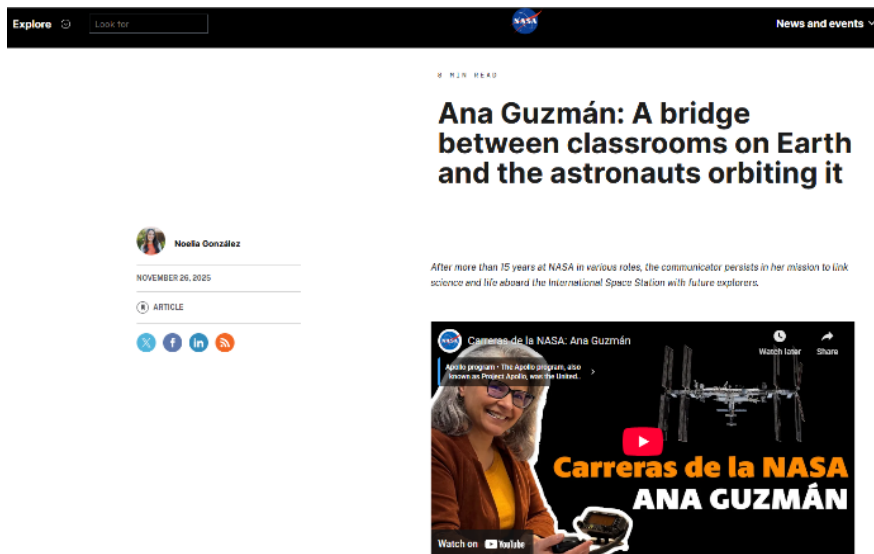 Explore
Look for
NASA
News and events
8 MIN READ
Ana Guzmán: A bridge
between classrooms on Earth
and the astronauts orbiting it
Noelia González
NOVEMBER 26, 2025
ARTICLE
After more than 15 years at NASA in various roles, the communicator persists in her mission to link
science and life aboard the International Space Station with future explorers.
NASA
Carreras de la NASA: Ana Guzmán
Watch later
Share
Apollo program • The Apollo program, also
known as Project Apollo, was the United...
Carreras de la NASA
ANA GUZMÁN
Watch on YouTube